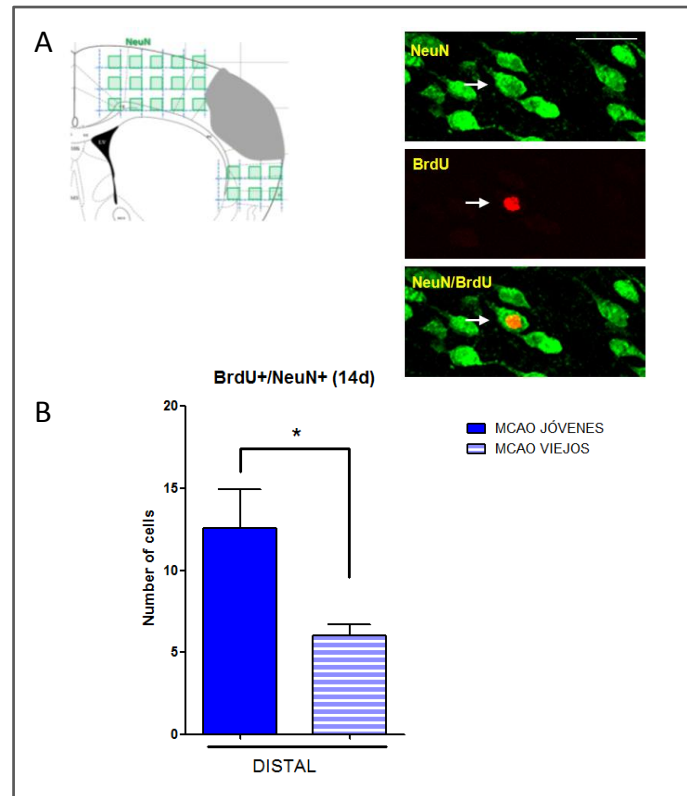 A
NeuN
LV
NeuN
BrdU
NeuN/BrdU
BrdU+/NeuN+ (14d)
B
Number of cells
20
15
10
5
0
*
MCAO JÓVENES
MCAO VIEJOS
DISTAL